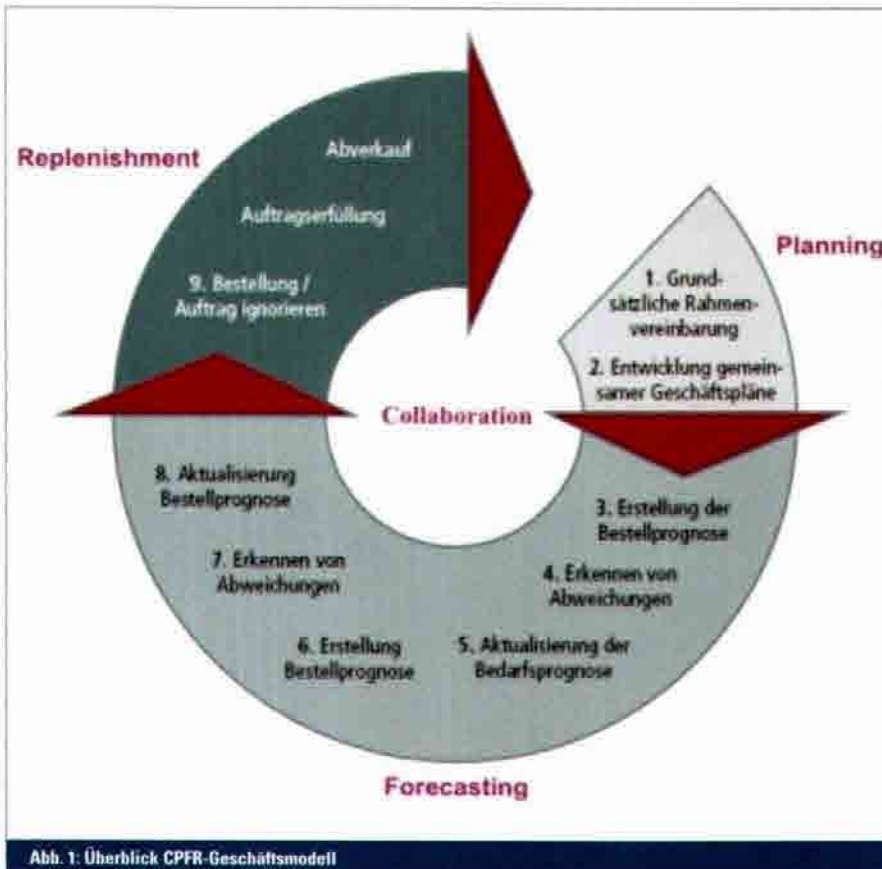 Replenishment
Abverkauf
Auftragserfüllung
9. Bestellung /
Auftrag ignorieren
Planning
1. Grund-
sätzliche Rahmen-
vereinbarung
2. Entwicklung gemein-
samer Geschäftspläne
Collaboration
3. Erstellung der
Bestellprognose
4. Erkennen von
Abweichungen
5. Aktualisierung der
Bedarfsprognose
6. Erstellung
Bestellprognose
7. Erkennen von
Abweichungen
8. Aktualisierung
Bestellprognose
Forecasting
Abb. 1: Überblick CPFR-Geschäftsmodell